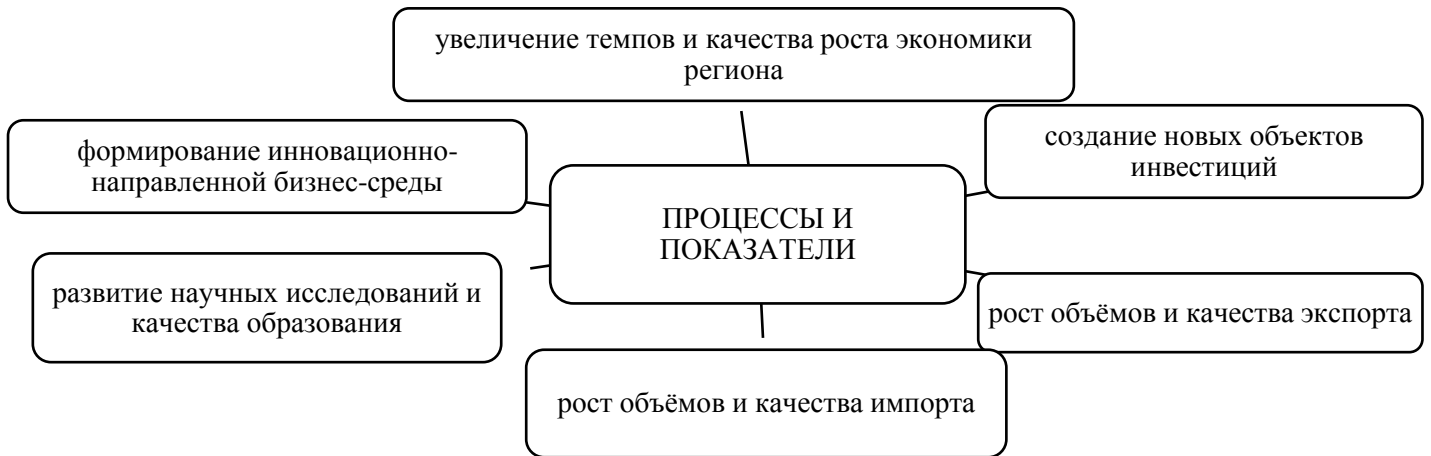 увеличение темпов и качества роста экономики
региона
формирование инновационно-
направленной бизнес-среды
создание новых объектов
инвестиций
ПРОЦЕССЫ И
ПОКАЗАТЕЛИ
развитие научных исследований и
качества образования
рост объёмов и качества экспорта
рост объёмов и качества импорта